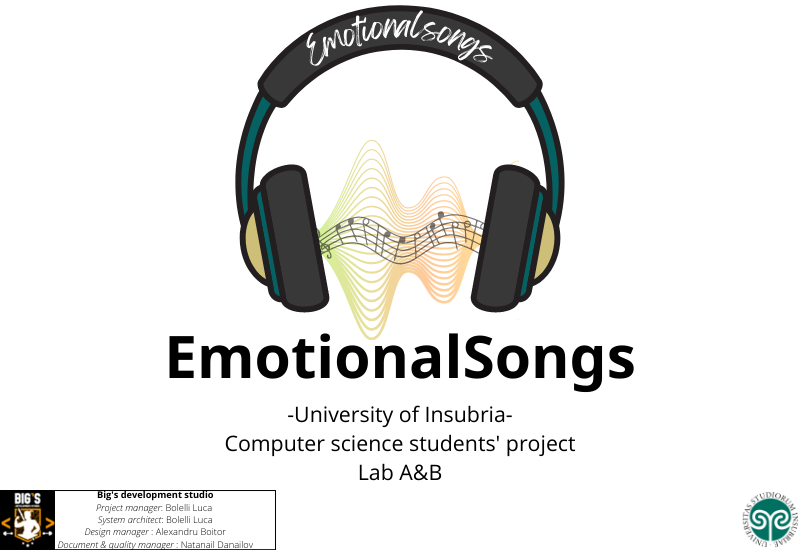 Emotionalsongs
EmotionalSongs
-University of Insubria-
Computer science students' project
Lab A&B
BIG'S
Big's development studio
Project manager: Bolelli Luca
System architect: Bolelli Luca
Design manager : Alexandru Boitor
Document & quality manager : Natanail Danailov
UNIVERSITAS STUDIORUM INSUBRIAE